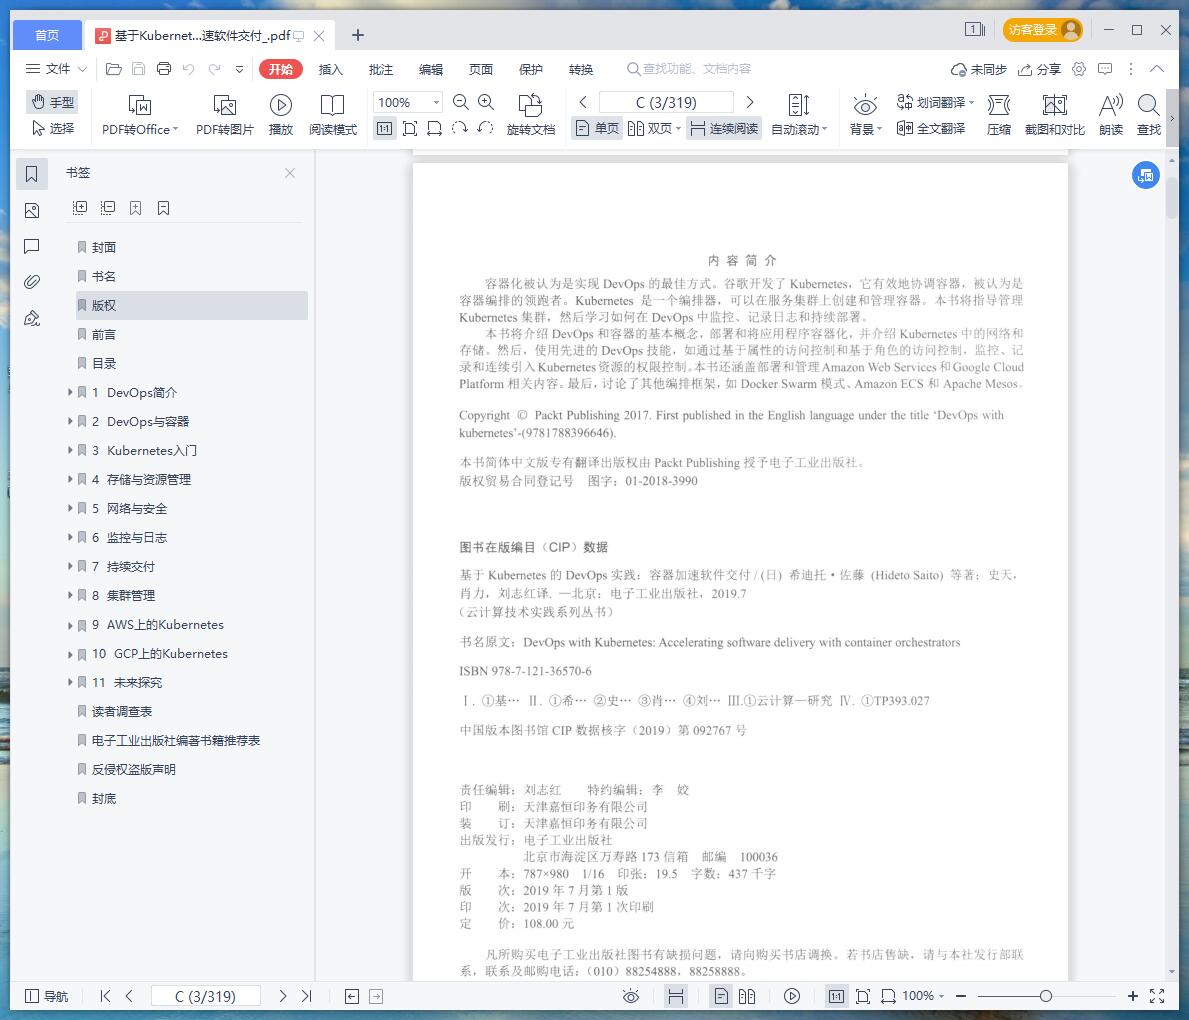 首页
基于Kubernet...速软件交付_.pdf
访客登录
文件
开始
插入
批注
编辑
页面
保护
转换
查找功能、文档内容
未同步
分享
手型
选择
PDF转Office
PDF转图片
播放
阅读模式
100%
旋转文档
C (3/319)
单页
双页
连续阅读
自动滚动
背景
划词翻译
全文翻译
压缩
截图和对比
朗读
查找
书签
封面
书名
版权
前言
目录
1 DevOps简介
2 DevOps与容器
3 Kubernetes入门
4 存储与资源管理
5 网络与安全
6 监控与日志
7 持续交付
8 集群管理
9 AWS上的Kubernetes
10 GCP上的Kubernetes
11 未来探究
读者调查表
电子工业出版社编著书籍推荐表
反侵权盗版声明
封底
内 容 简 介
容器化被认为是实现 DevOps 的最佳方式。谷歌开发了 Kubernetes，它有效地协调容器，被认为是
容器编排的领跑者。Kubernetes 是一个编排器，可以在服务集群上创建和管理容器。本书将指导管理
Kubernetes 集群，然后学习如何在 DevOps 中监控、记录日志和持续部署。
本书将介绍 DevOps 和容器的基本概念，部署和将应用程序容器化，并介绍 Kubernetes 中的网络和
存储。然后，使用先进的 DevOps 技能，如通过基于属性的访问控制和基于角色的访问控制，监控、记
录和连续引入 Kubernetes 资源的权限控制。本书还涵盖部署和管理 Amazon Web Services 和 Google Cloud
Platform 相关内容。最后，讨论了其他编排框架，如 Docker Swarm 模式、Amazon ECS 和 Apache Mesos。
Copyright © Packt Publishing 2017. First published in the English language under the title ‘DevOps with
kubernetes’-(9781788396646).
本书简体中文版专有翻译出版权由 Packt Publishing 授予电子工业出版社。
版权贸易合同登记号 图字：01-2018-3990
图书在版编目（CIP）数据
基于 Kubernetes 的 DevOps 实践：容器加速软件交付 / (日) 希迪托·佐藤 (Hideto Saito) 等著；史天，
肖力，刘志红译. —北京：电子工业出版社，2019.7
（云计算技术实践系列丛书）
书名原文：DevOps with Kubernetes: Accelerating software delivery with container orchestrators
ISBN 978-7-121-36570-6
Ⅰ. ①基… Ⅱ. ①希… ②史… ③肖… ④刘… Ⅲ.①云计算—研究 Ⅳ. ①TP393.027
中国版本图书馆 CIP 数据核字（2019）第 092767 号
责任编辑：刘志红 特约编辑：李 姣
印 刷：天津嘉恒印务有限公司
装 订：天津嘉恒印务有限公司
出版发行：电子工业出版社
北京市海淀区万寿路 173 信箱 邮编 100036
开 本：787×980 1/16 印张：19.5 字数：437 千字
版 次：2019 年 7 月第 1 版
印 次：2019 年 7 月第 1 次印刷
定 价：108.00 元
凡所购买电子工业出版社图书有缺损问题，请向购买书店调换。若书店售缺，请与本社发行部联
系，联系及邮购电话：(010) 88254888，88258888。
导航
C (3/319)
100%